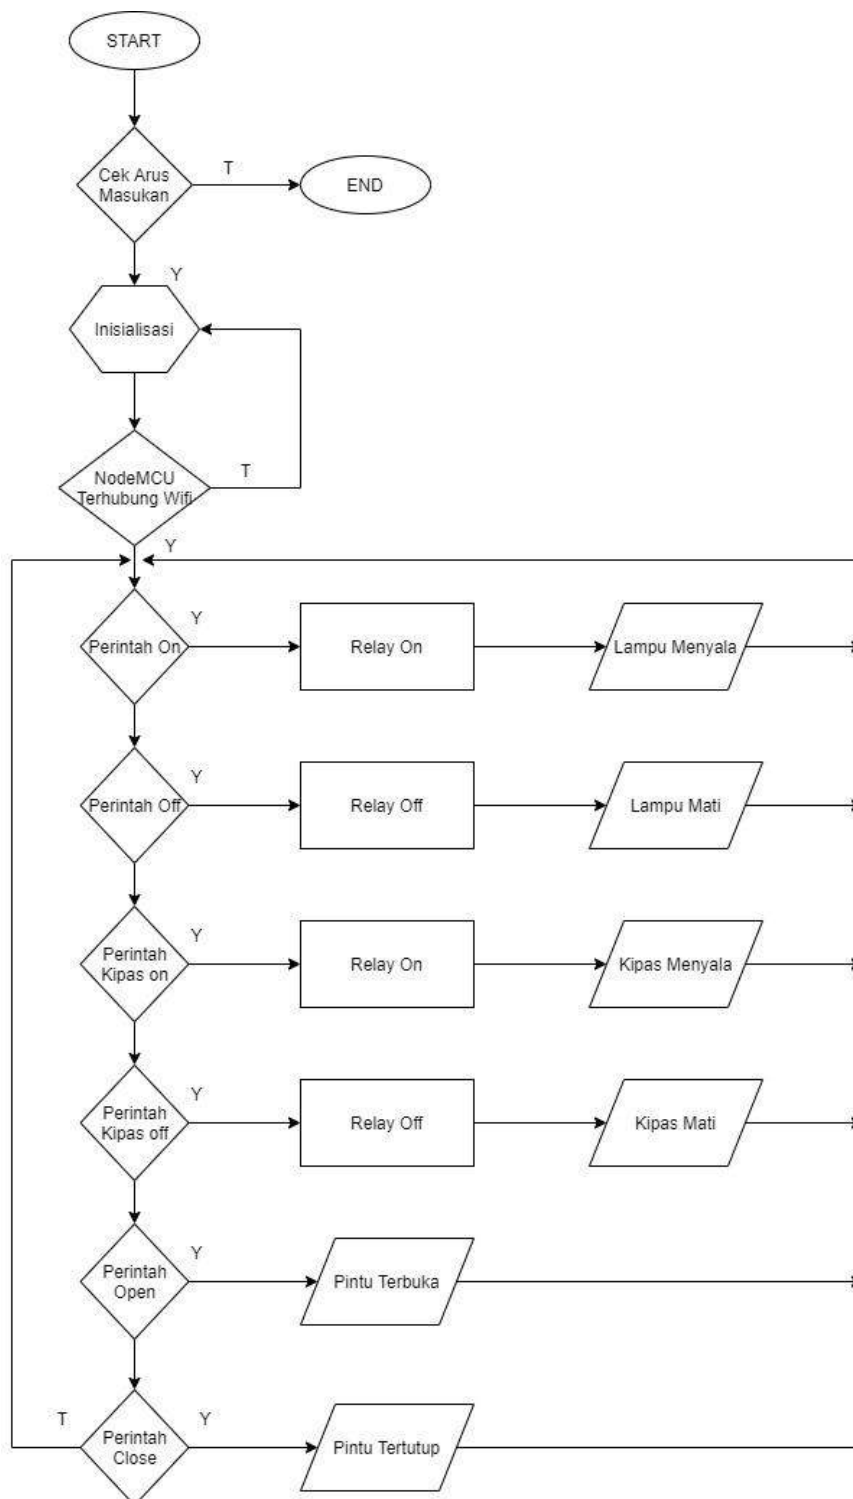 START
Cek Arus
Masukan
T
END
Y
Inisialisasi
NodeMCU
Terhubung Wifi
T
Y
Perintah On
Y
Relay On
Lampu Menyala
Perintah Off
Y
Relay Off
Lampu Mati
Perintah
Kipas on
Y
Relay On
Kipas Menyala
Perintah
Kipas off
Y
Relay Off
Kipas Mati
Perintah
Open
Y
Pintu Terbuka
T
Perintah
Close
Y
Pintu Tertutup